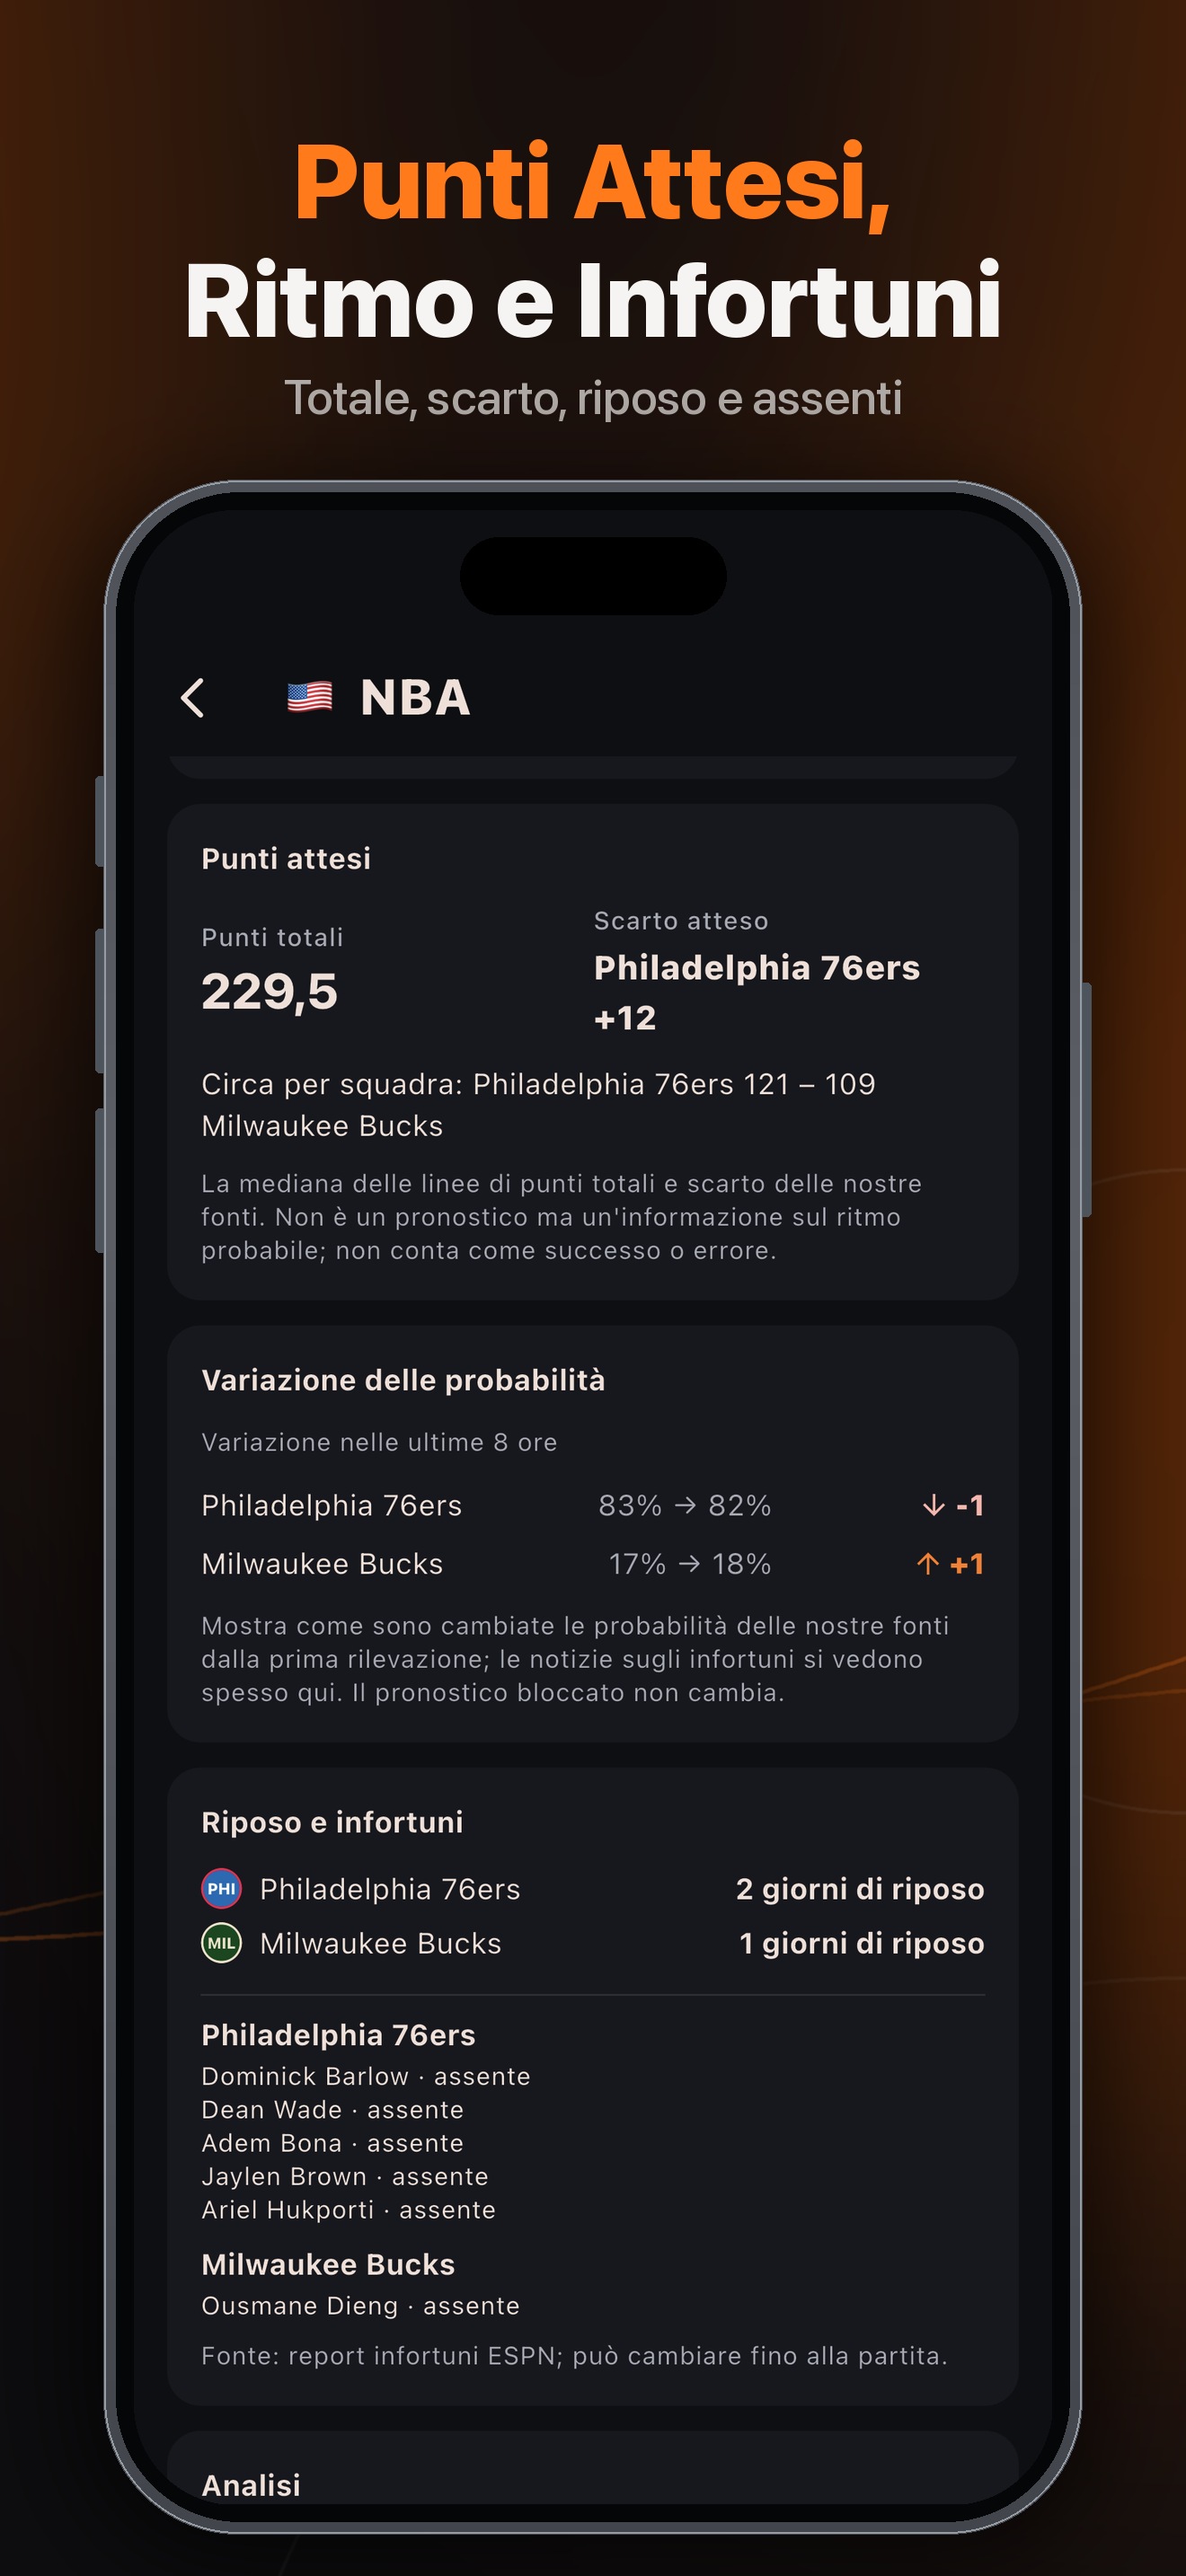 Punti Attesi,
Ritmo e Infortuni
Totale, scarto, riposo e assenti
NBA
Punti attesi
Punti totali
229,5
Scarto atteso
Philadelphia 76ers
+12
Circa per squadra: Philadelphia 76ers 121 – 109
Milwaukee Bucks
La mediana delle linee di punti totali e scarto delle nostre
fonti. Non è un pronostico ma un'informazione sul ritmo
probabile; non conta come successo o errore.
Variazione delle probabilità
Variazione nelle ultime 8 ore
Philadelphia 76ers 83% → 82% ↓ -1
Milwaukee Bucks 17% → 18% ↑ +1
Mostra come sono cambiate le probabilità delle nostre fonti
dalla prima rilevazione; le notizie sugli infortuni si vedono
spesso qui. Il pronostico bloccato non cambia.
Riposo e infortuni
PHI Philadelphia 76ers 2 giorni di riposo
MIL Milwaukee Bucks 1 giorni di riposo
Philadelphia 76ers
Dominick Barlow · assente
Dean Wade · assente
Adem Bona · assente
Jaylen Brown · assente
Ariel Hukporti · assente
Milwaukee Bucks
Ousmane Dieng · assente
Fonte: report infortuni ESPN; può cambiare fino alla partita.
Analisi